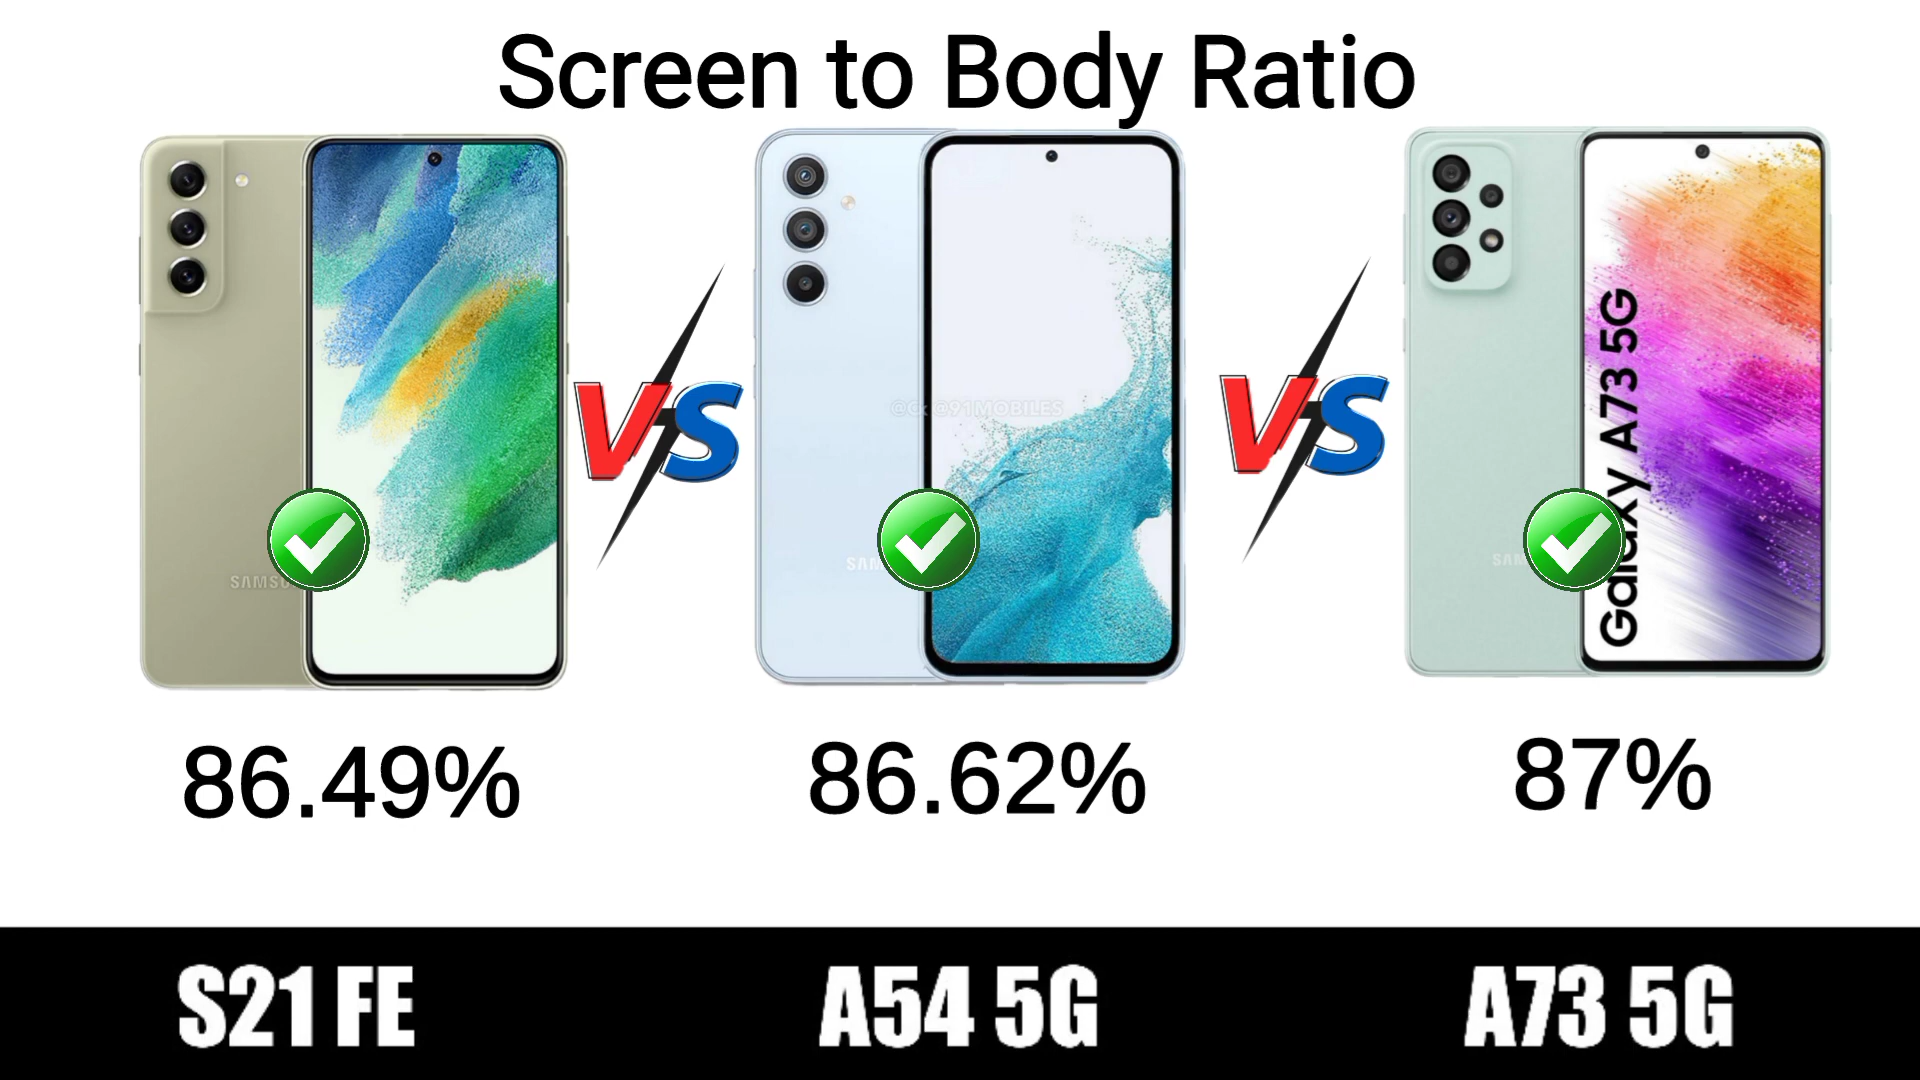 Screen to Body Ratio
VS
VS
@91MOBILES
Galaxy A73 5G
86.49%
86.62%
87%
S21 FE
A54 5G
A73 5G